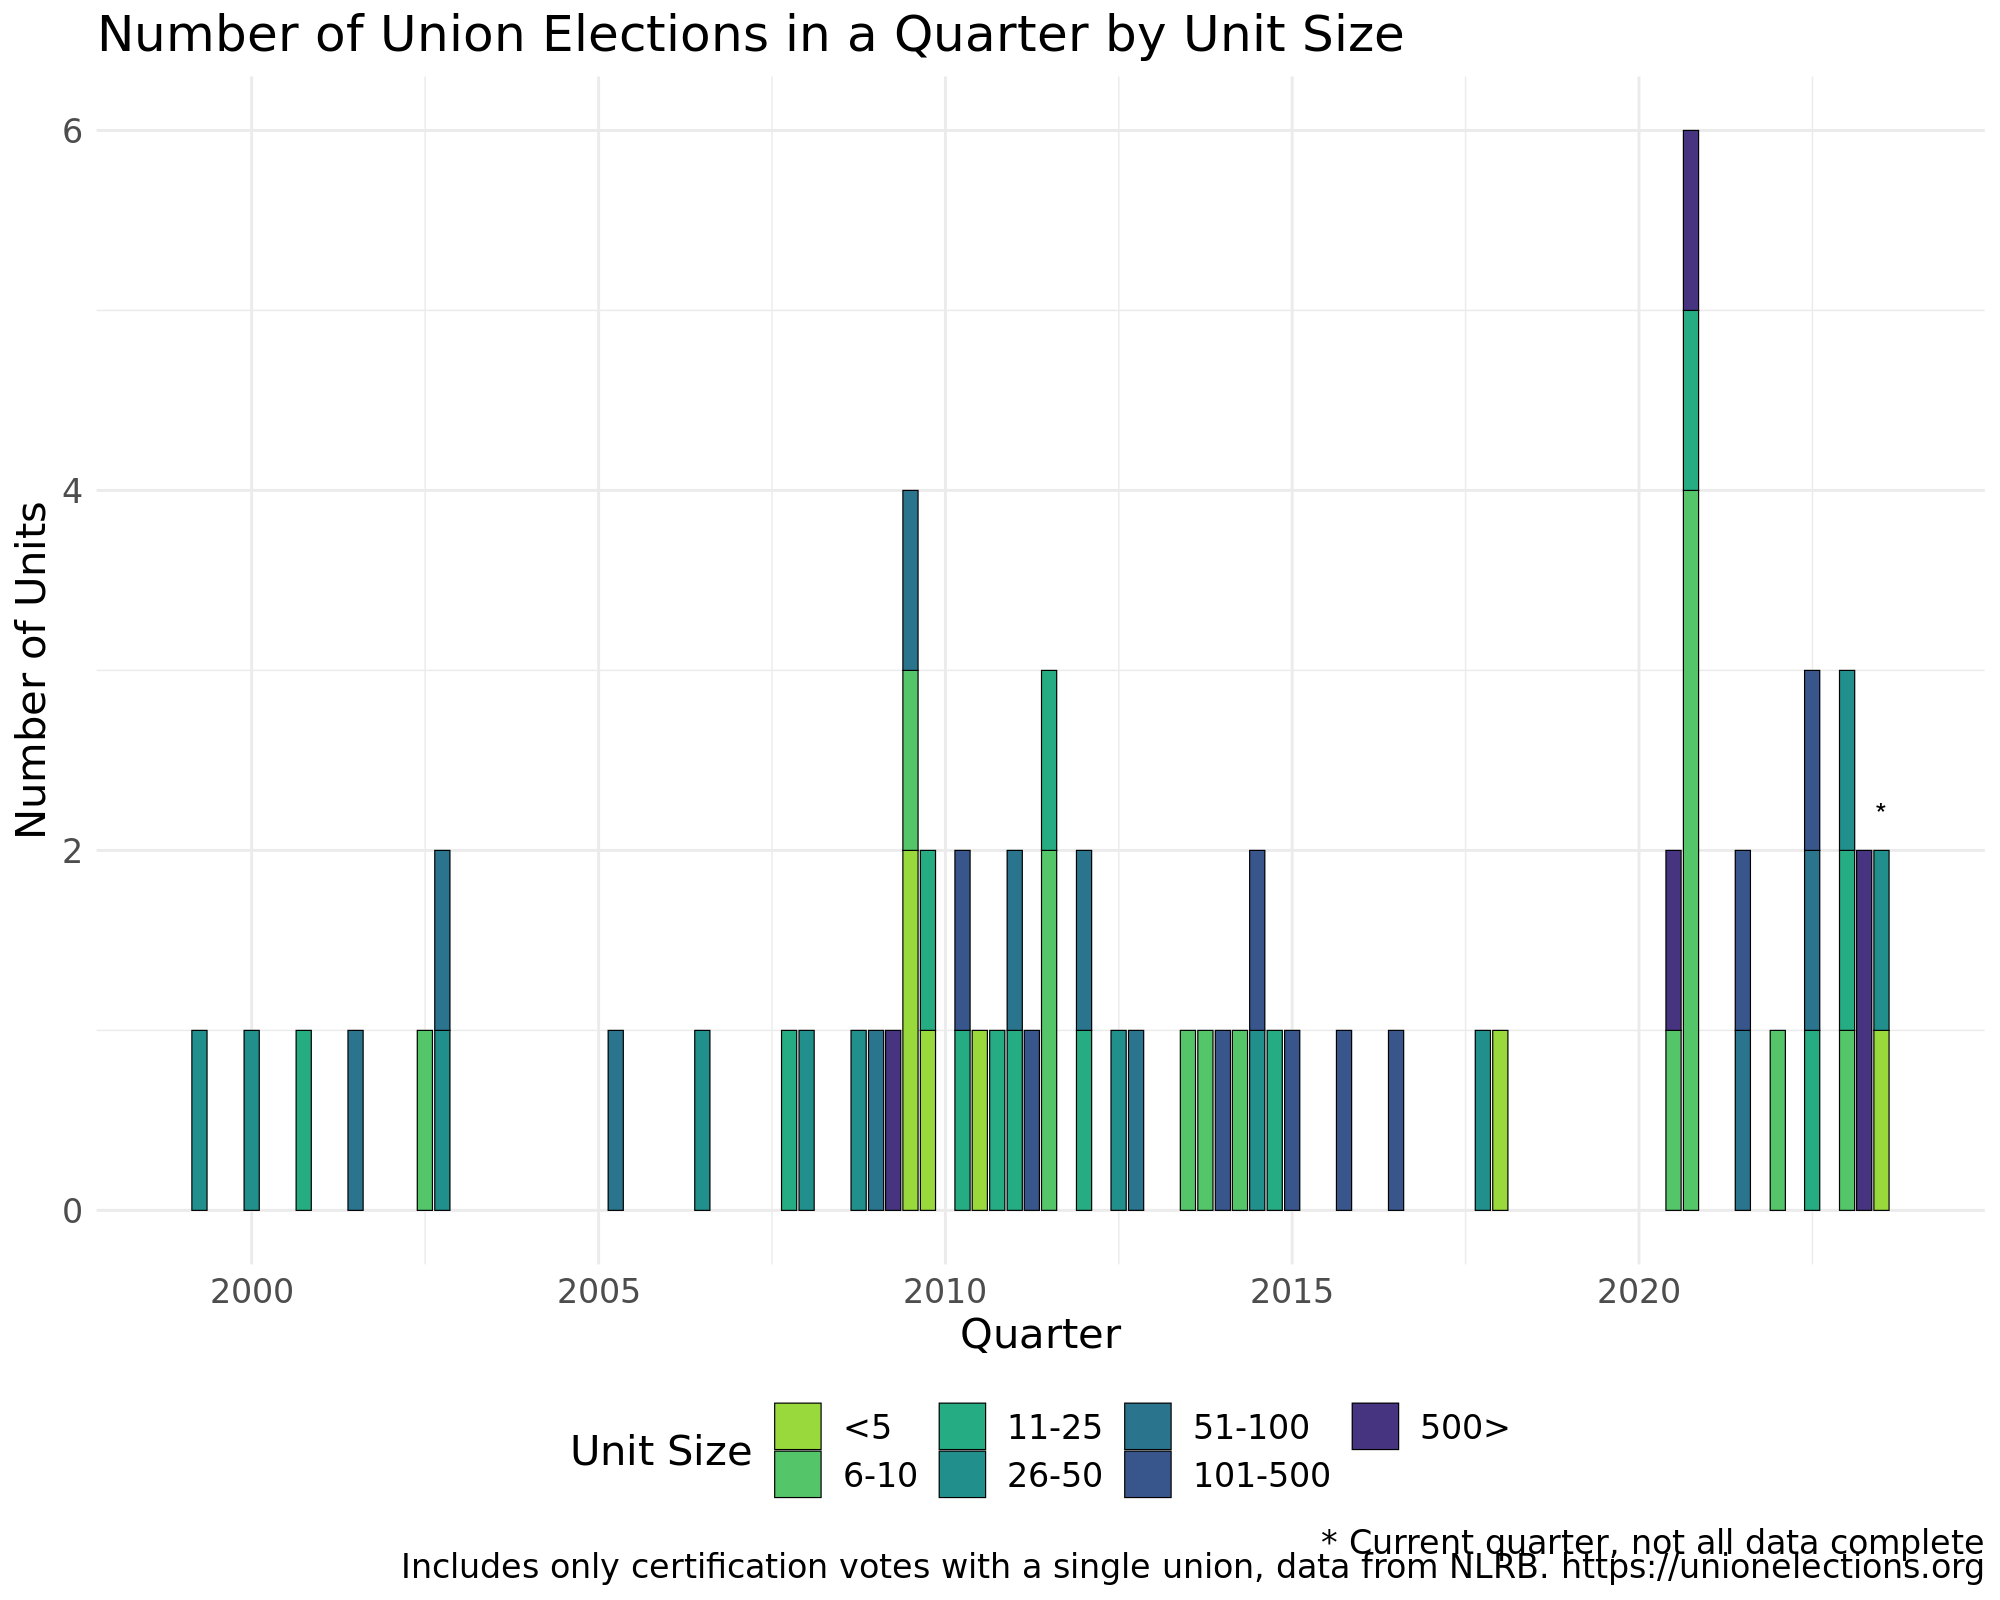 Number of Union Elections in a Quarter by Unit Size
Number of Units
6
4
2
0
*
2000 2005 2010 2015 2020
Quarter
Unit Size
<5 11-25 51-100 500>
6-10 26-50 101-500
* Current quarter, not all data complete
Includes only certification votes with a single union, data from NLRB. https://unionelections.org